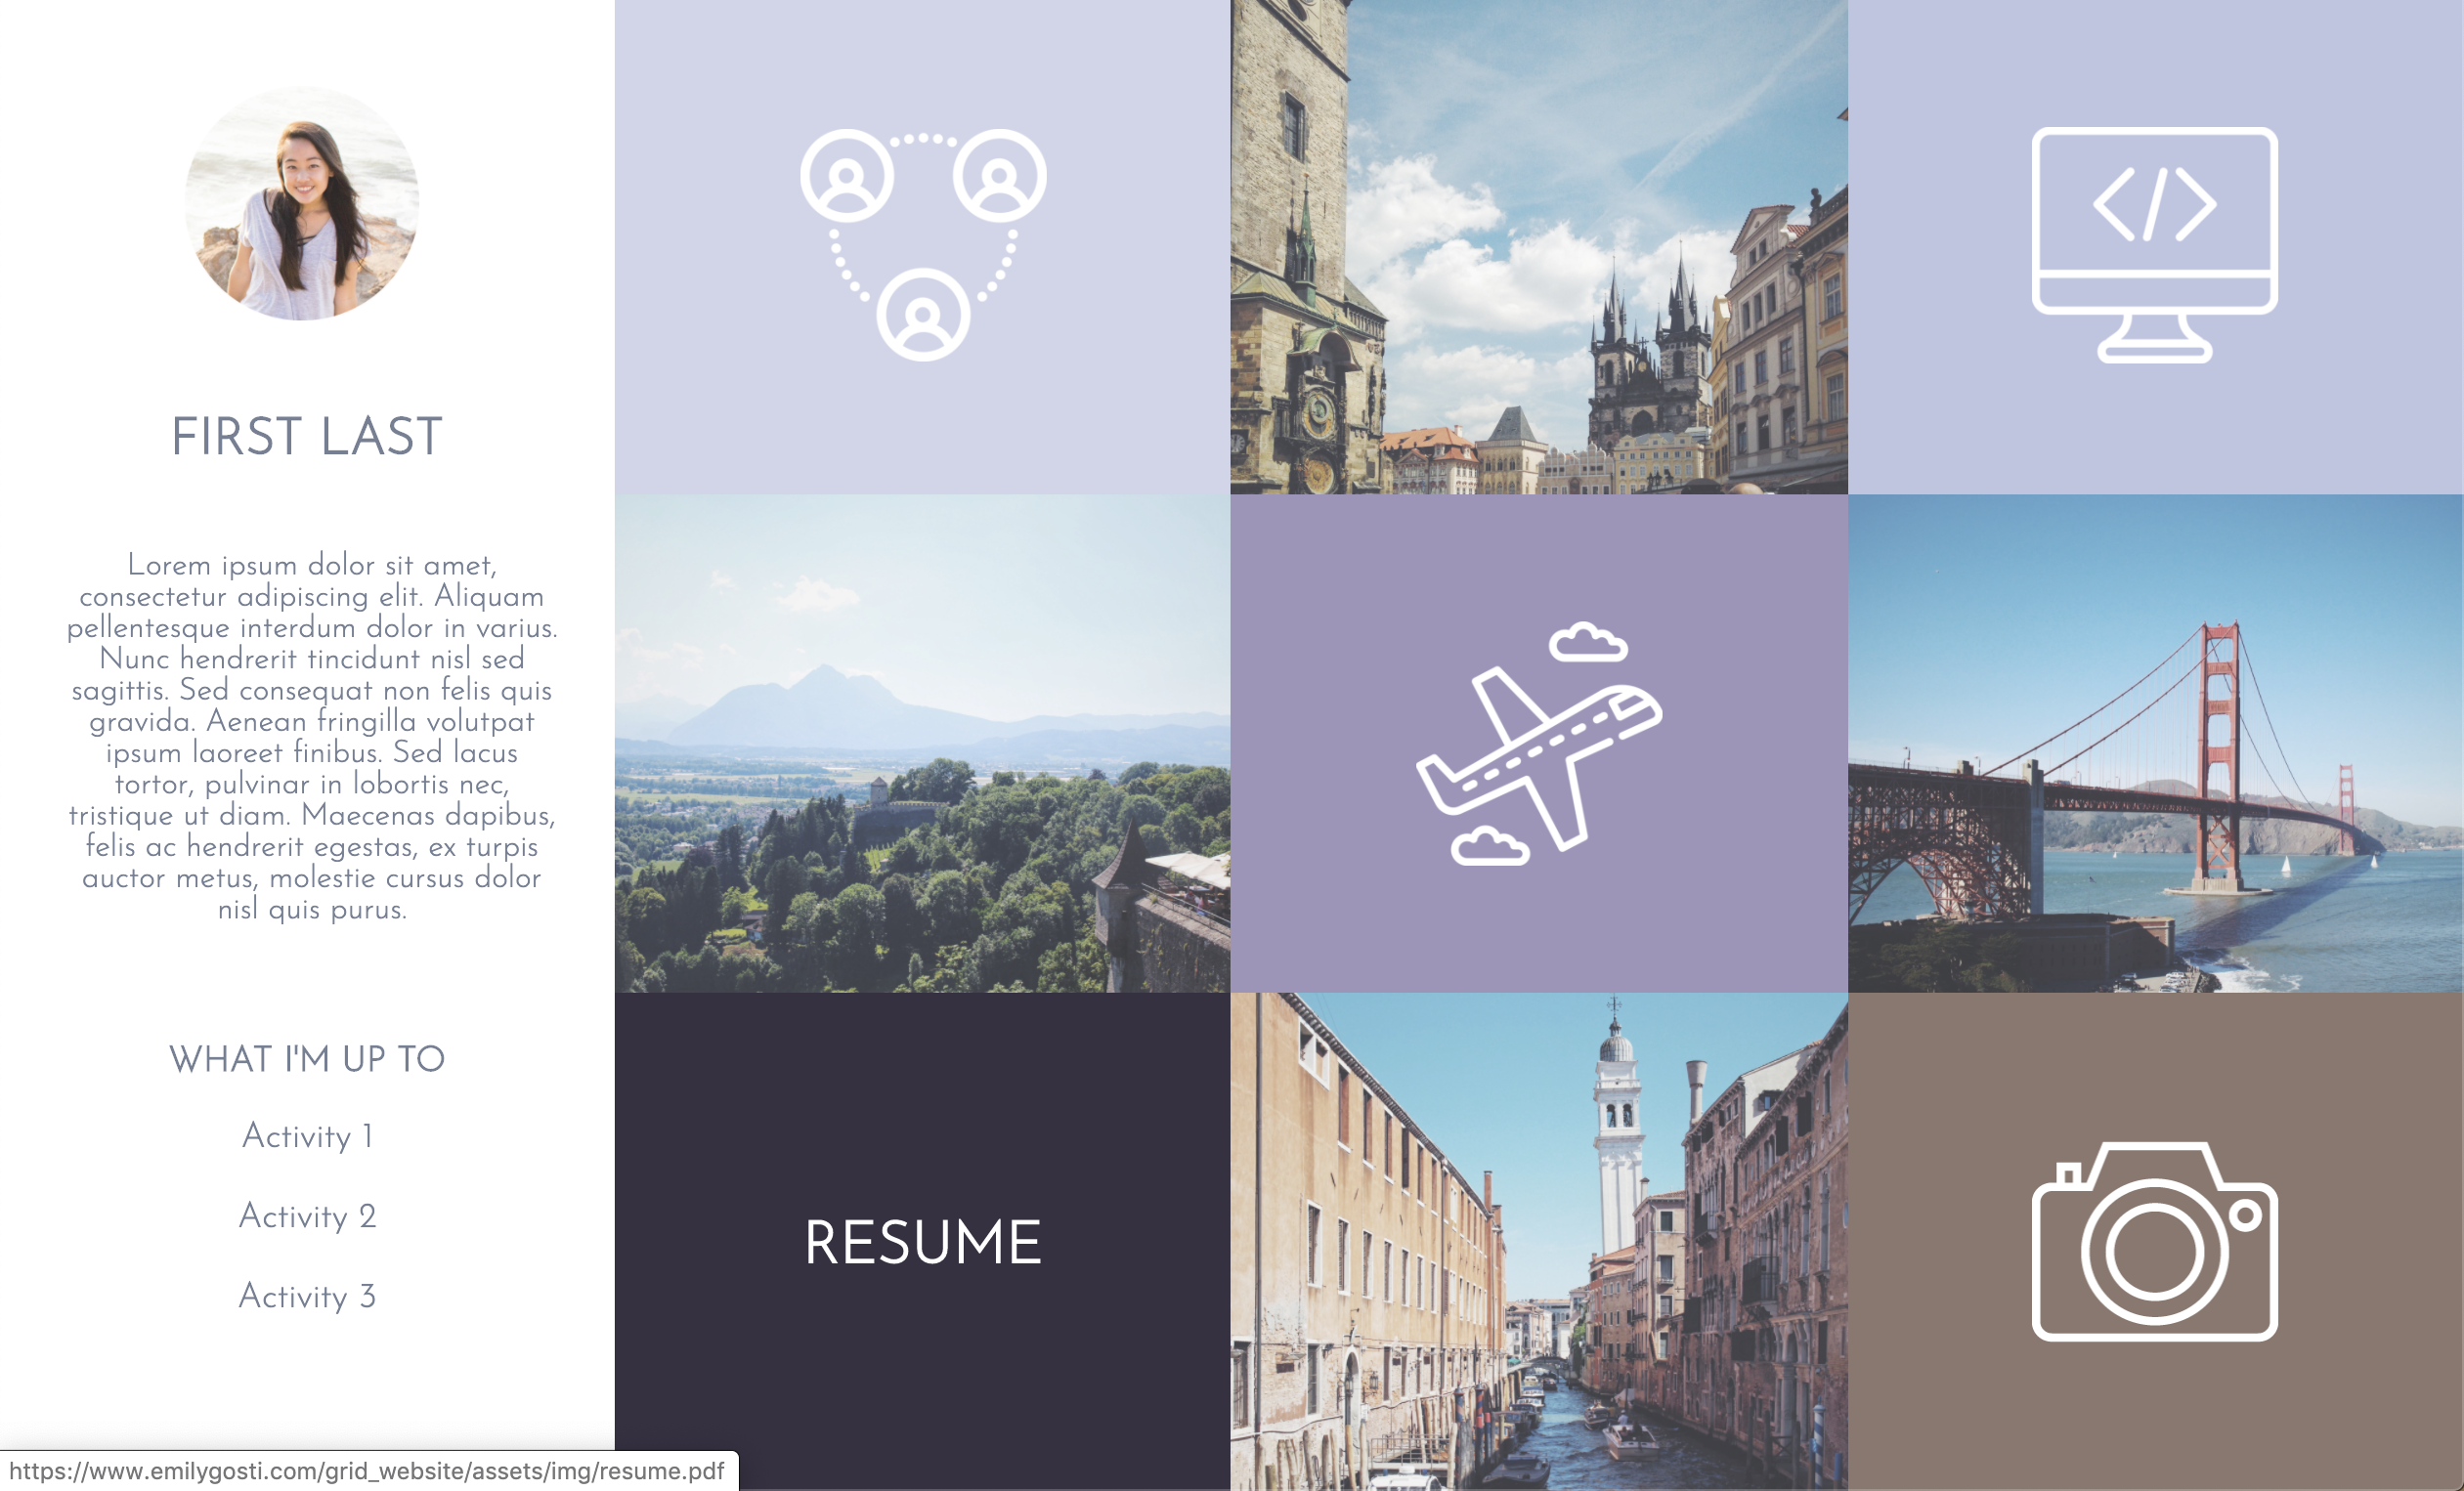 FIRST LAST
Lorem ipsum dolor sit amet,
consectetur adipiscing elit. Aliquam
pellentesque interdum dolor in varius.
Nunc hendrerit tincidunt nisl sed
sagittis. Sed consequat non felis quis
gravida. Aenean fringilla volutpat
ipsum laoreet finibus. Sed lacus
tortor, pulvinar in lobortis nec,
tristique ut diam. Maecenas dapibus,
felis ac hendrerit egestas, ex turpis
auctor metus, molestie cursus dolor
nisl quis purus.
WHAT I'M UP TO
Activity 1
Activity 2
Activity 3
RESUME
https://www.emilygosti.com/grid_website/assets/img/resume.pdf